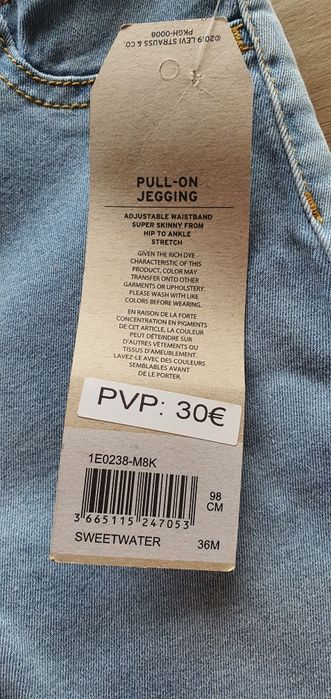 ©2019 LEVI STRAUSS & CO.
PKGH-0008
PULL-ON
JEGGING
ADJUSTABLE WAISTBAND
SUPER SKINNY FROM
HIP TO ANKLE
STRETCH
GIVEN THE RICH DYE
CHARACTERISTIC OF THIS
PRODUCT, COLOR MAY
TRANSFER ONTO OTHER
GARMENTS OR UPHOLSTERY.
PLEASE WASH WITH LIKE
COLORS BEFORE WEARING.
EN RAISON DE LA FORTE
CONCENTRATION EN PIGMENTS
DE CET ARTICLE, LA COULEUR
PEUT DÉTEINDRE SUR
D'AUTRES VÊTEMENTS OU
TISSUS D'AMEUBLEMENT.
LAVEZ-LE AVEC DES COULEURS
SEMBLABLES AVANT
DE LE PORTER.
PVP: 30€
1E0238-M8K
98
CM
3 665115 247053
SWEETWATER 36M